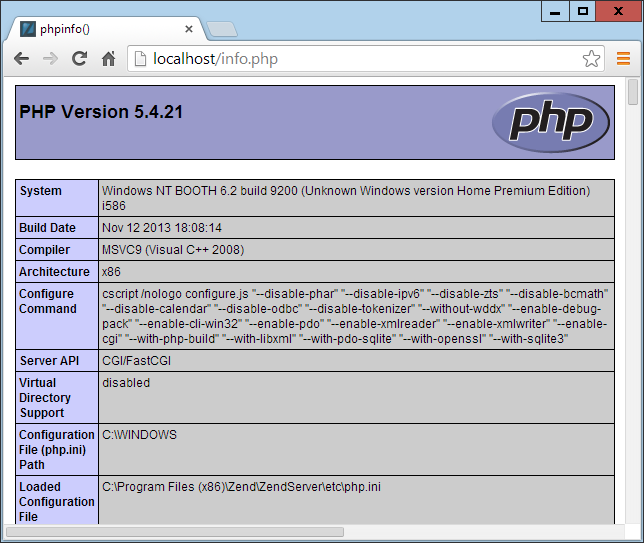 phpinfo()
localhost/info.php
PHP Version 5.4.21
php
System
Windows NT BOOTH 6.2 build 9200 (Unknown Windows version Home Premium Edition)
i586
Build Date
Nov 12 2013 18:08:14
Compiler
MSVC9 (Visual C++ 2008)
Architecture
x86
Configure
Command
cscript /nologo configure.js "--disable-phar" "--disable-ipv6" "--disable-zts" "--disable-bcmath"
"--disable-calendar" "--disable-odbc" "--disable-tokenizer" "--without-wddx" "--enable-debug-
pack" "--enable-cli-win32" "--enable-pdo" "--enable-xmlreader" "--enable-xmlwriter" "--enable-
cgi" "--with-php-build" "--with-libxml" "--with-pdo-sqlite" "--with-openssl" "--with-sqlite3"
Server API
CGI/FastCGI
Virtual
Directory
Support
disabled
Configuration
File (php.ini)
Path
C:\WINDOWS
Loaded
Configuration
File
C:\Program Files (x86)\Zend\ZendServer\etc\php.ini